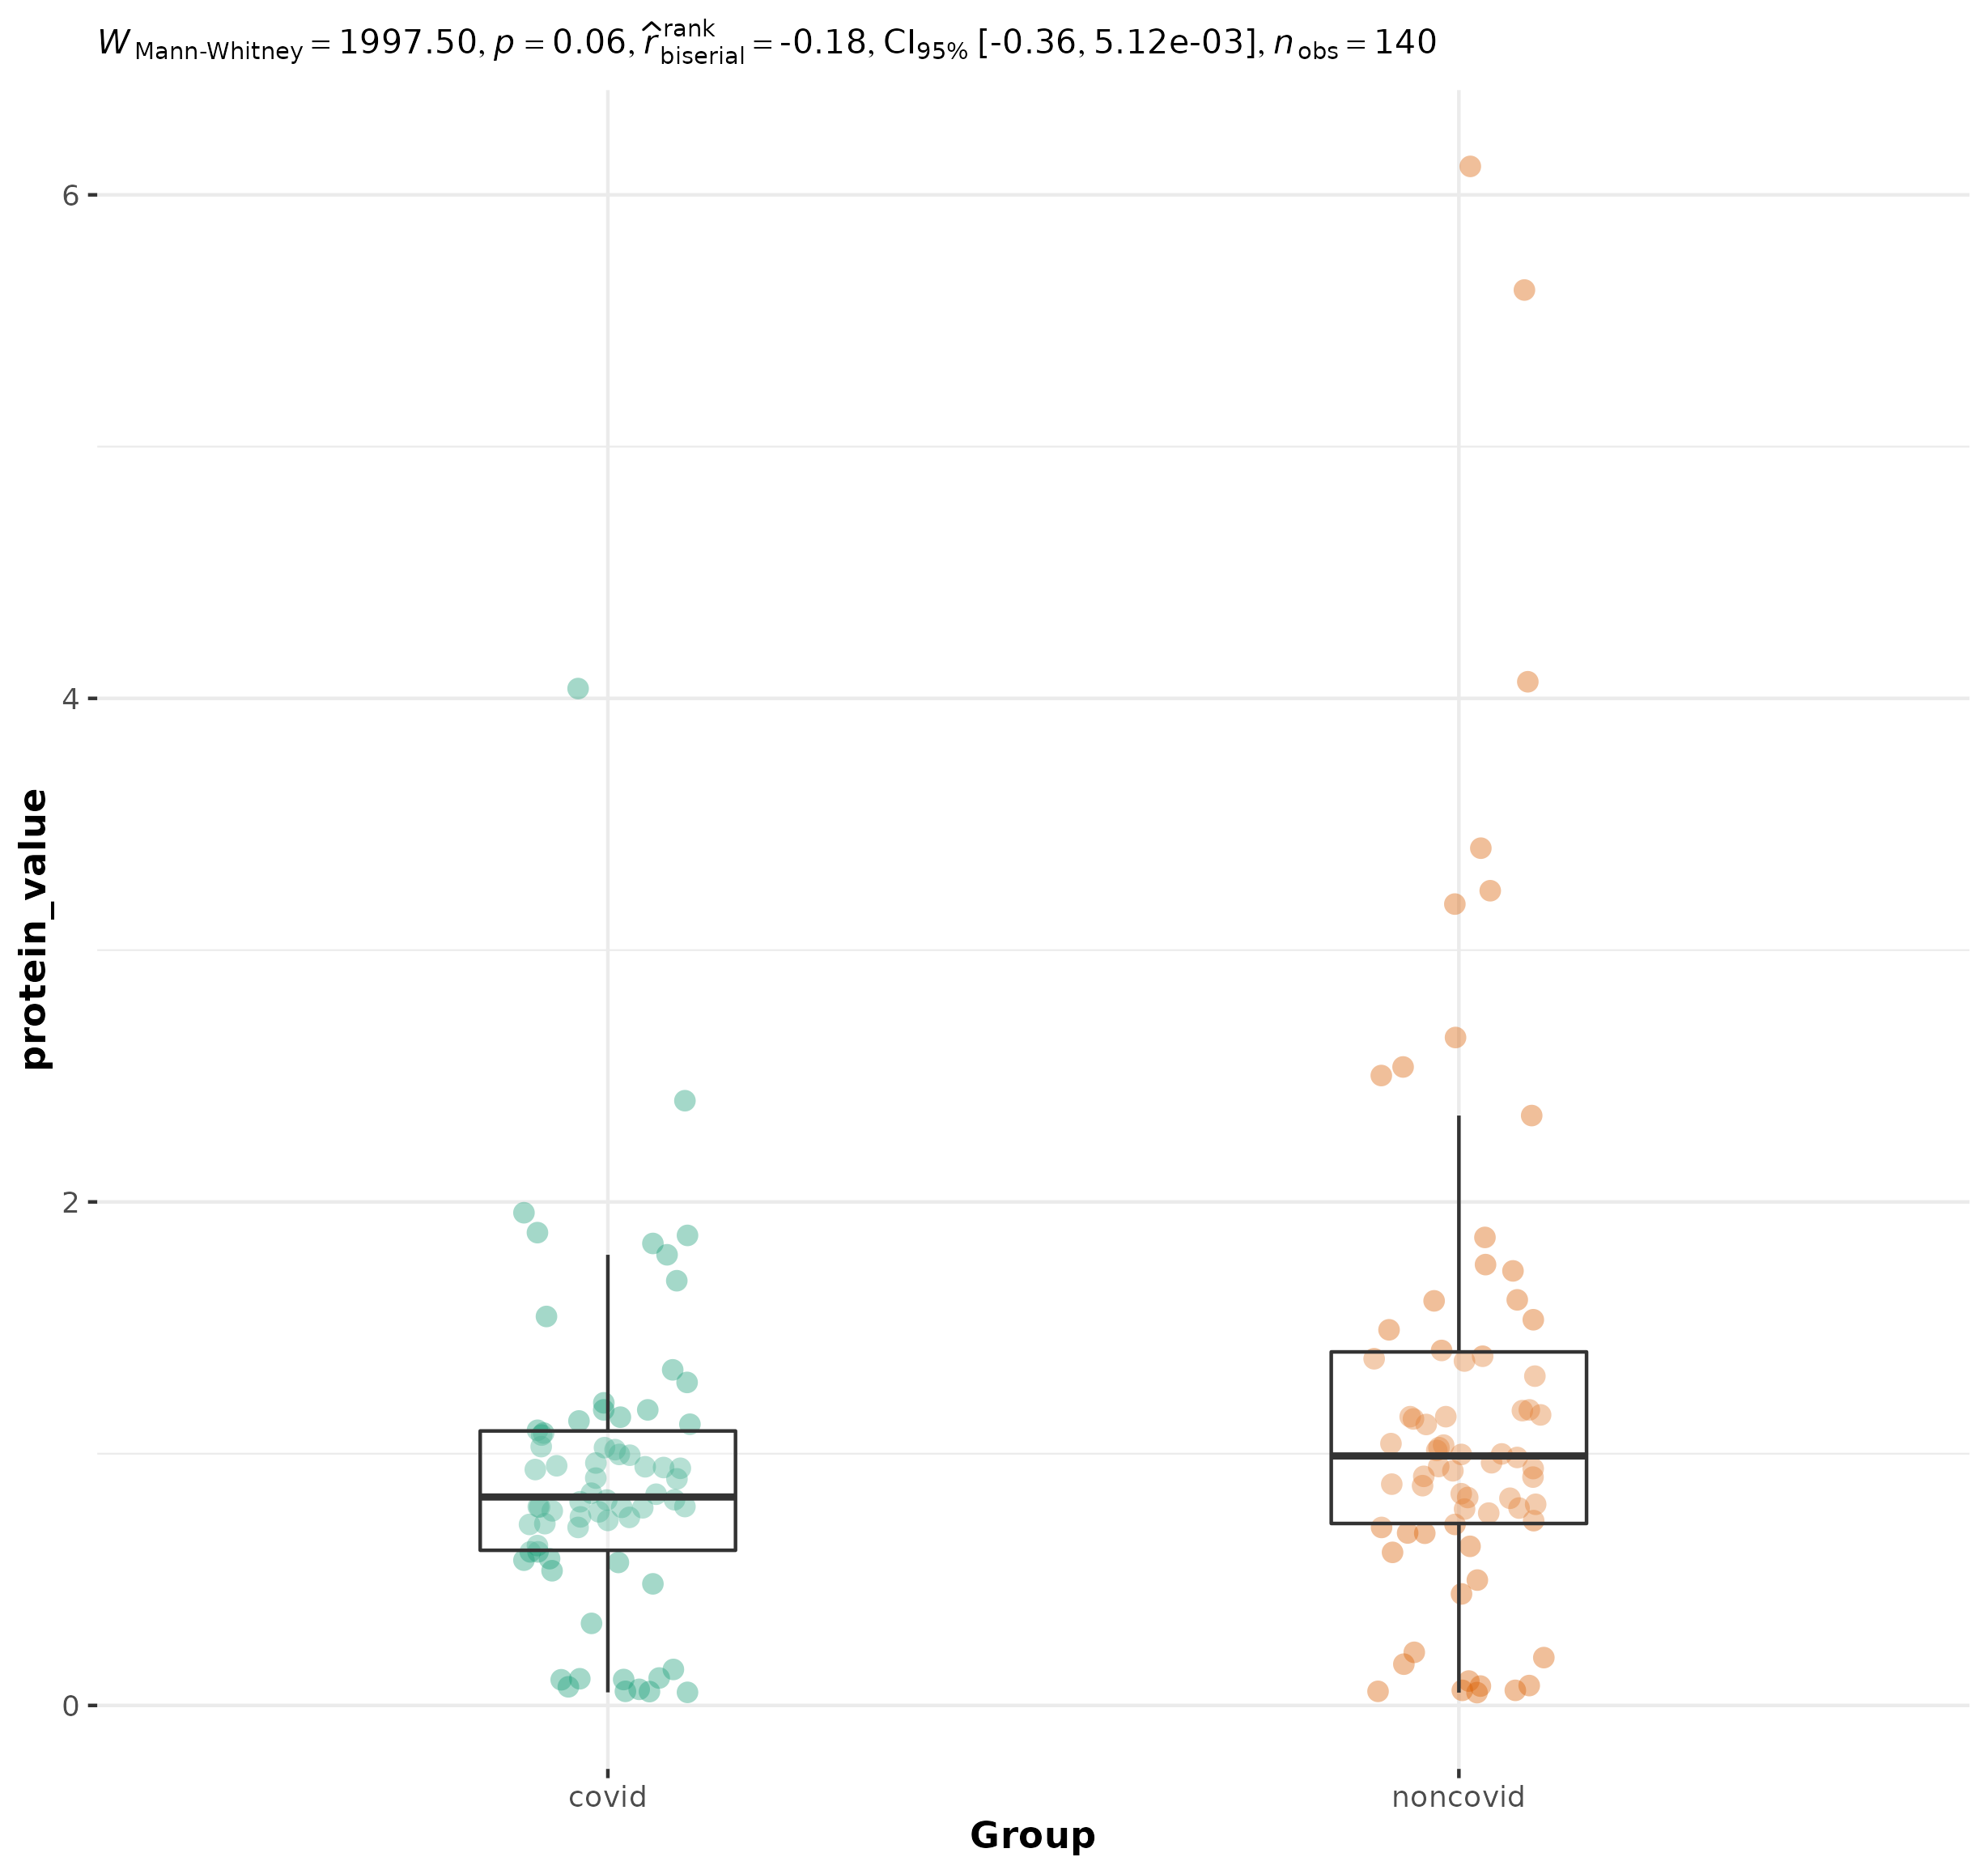 W Mann-Whitney = 1997.50, p = 0.06, r̂ rank biserial = -0.18, CI95% [-0.36, 5.12e-03], n obs = 140
6
4
2
0
protein_value
covid noncovid
Group